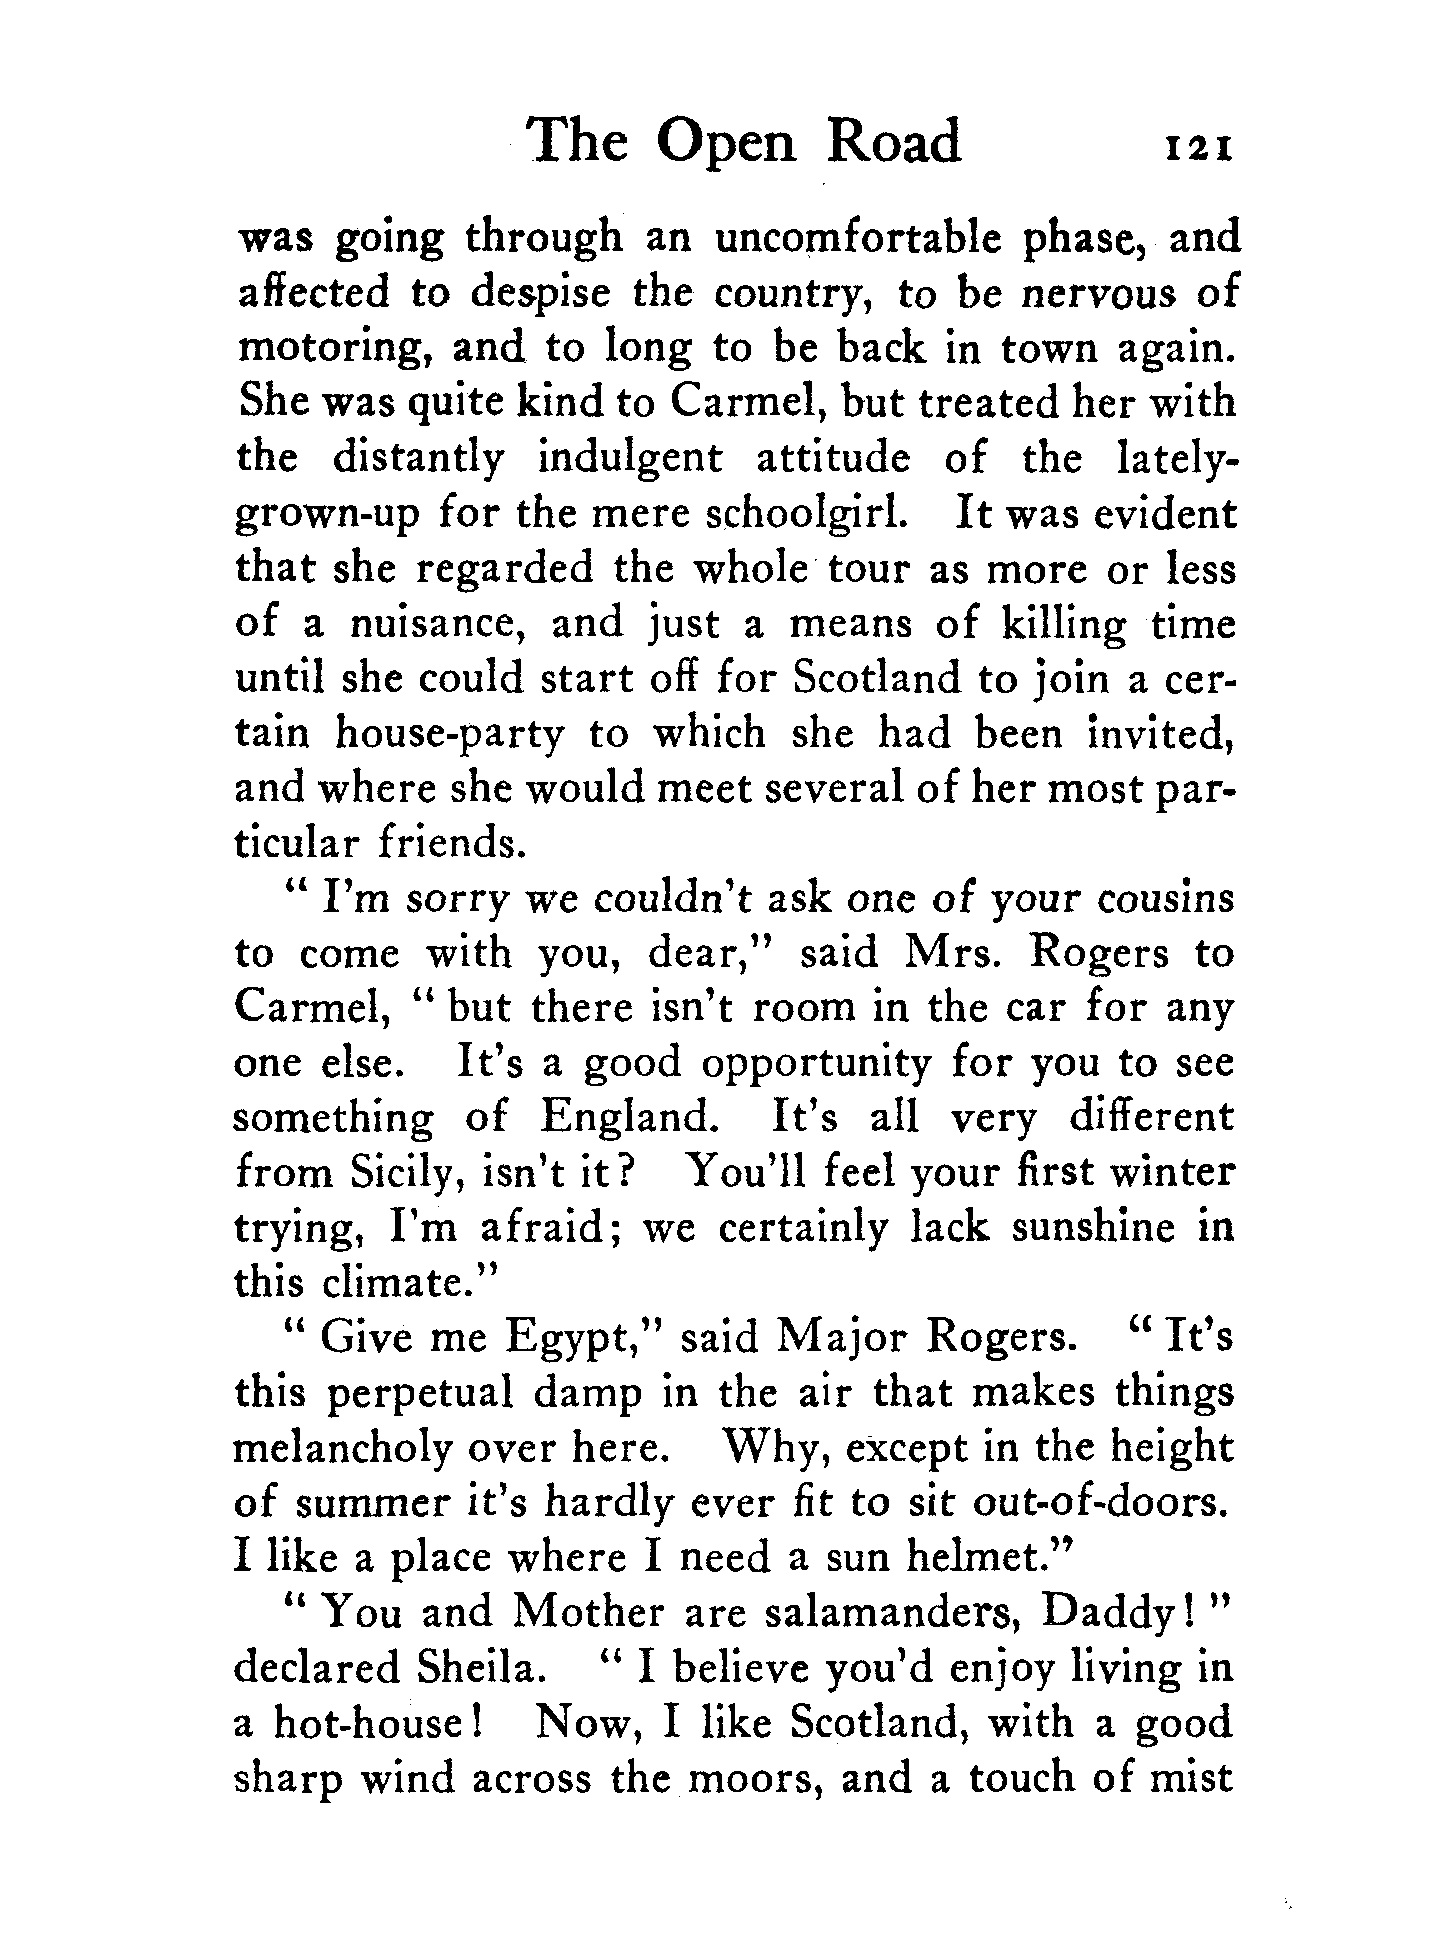 The Open Road 121
was going through an uncomfortable phase, and
affected to despise the country, to be nervous of
motoring, and to long to be back in town again.
She was quite kind to Carmel, but treated her with
the distantly indulgent attitude of the lately-
grown-up for the mere schoolgirl. It was evident
that she regarded the whole tour as more or less
of a nuisance, and just a means of killing time
until she could start off for Scotland to join a cer-
tain house-party to which she had been invited,
and where she would meet several of her most par-
ticular friends.
“ I’m sorry we couldn’t ask one of your cousins
to come with you, dear,” said Mrs. Rogers to
Carmel, “ but there isn’t room in the car for any
one else. It’s a good opportunity for you to see
something of England. It’s all very different
from Sicily, isn’t it? You’ll feel your first winter
trying, I’m afraid; we certainly lack sunshine in
this climate.”
“ Give me Egypt,” said Major Rogers. “ It’s
this perpetual damp in the air that makes things
melancholy over here. Why, except in the height
of summer it’s hardly ever fit to sit out-of-doors.
I like a place where I need a sun helmet.”
“ You and Mother are salamanders, Daddy! ”
declared Sheila. “ I believe you’d enjoy living in
a hot-house! Now, I like Scotland, with a good
sharp wind across the moors, and a touch of mist